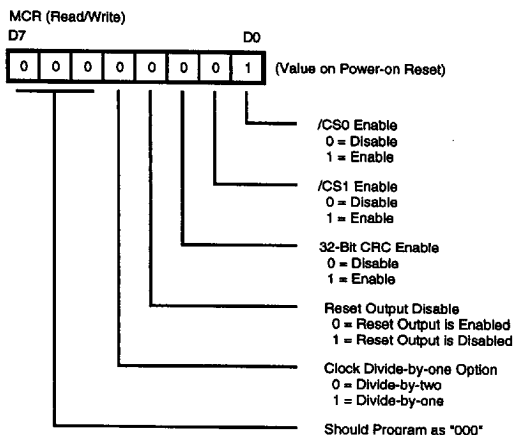 MCR (Read/Write)
D7 D0
0 0 0 0 0 0 0 1 (Value on Power-on Reset)
/CS0 Enable
0 = Disable
1 = Enable
/CS1 Enable
0 = Disable
1 = Enable
32-Bit CRC Enable
0 = Disable
1 = Enable
Reset Output Disable
0 = Reset Output is Enabled
1 = Reset Output is Disabled
Clock Divide-by-one Option
0 = Divide-by-two
1 = Divide-by-one
Should Program as "000"